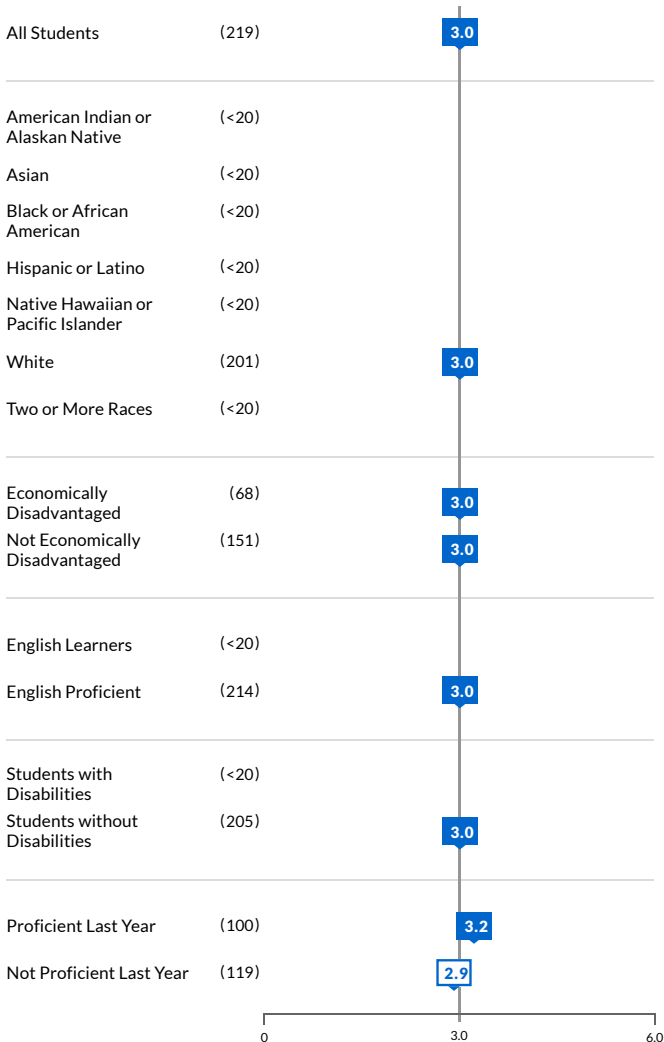 All Students (219) 3.0
American Indian or (<20)
Alaskan Native
Asian (<20)
Black or African (<20)
American
Hispanic or Latino (<20)
Native Hawaiian or (<20)
Pacific Islander
White (201) 3.0
Two or More Races (<20)
Economically (68) 3.0
Disadvantaged
Not Economically (151) 3.0
Disadvantaged
English Learners (<20)
English Proficient (214) 3.0
Students with (<20)
Disabilities
Students without (205) 3.0
Disabilities
Proficient Last Year (100) 3.2
Not Proficient Last Year (119) 2.9
0 3.0 6.0